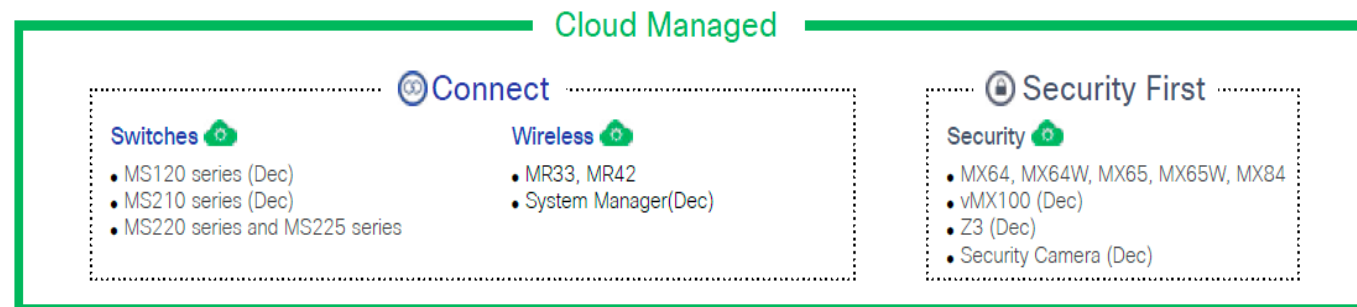 Cloud Managed
Connect
Switches
• MS120 series (Dec)
• MS210 series (Dec)
• MS220 series and MS225 series
Wireless
• MR33, MR42
• System Manager(Dec)
Security First
Security
• MX64, MX64W, MX65, MX65W, MX84
• vMX100 (Dec)
• Z3 (Dec)
• Security Camera (Dec)